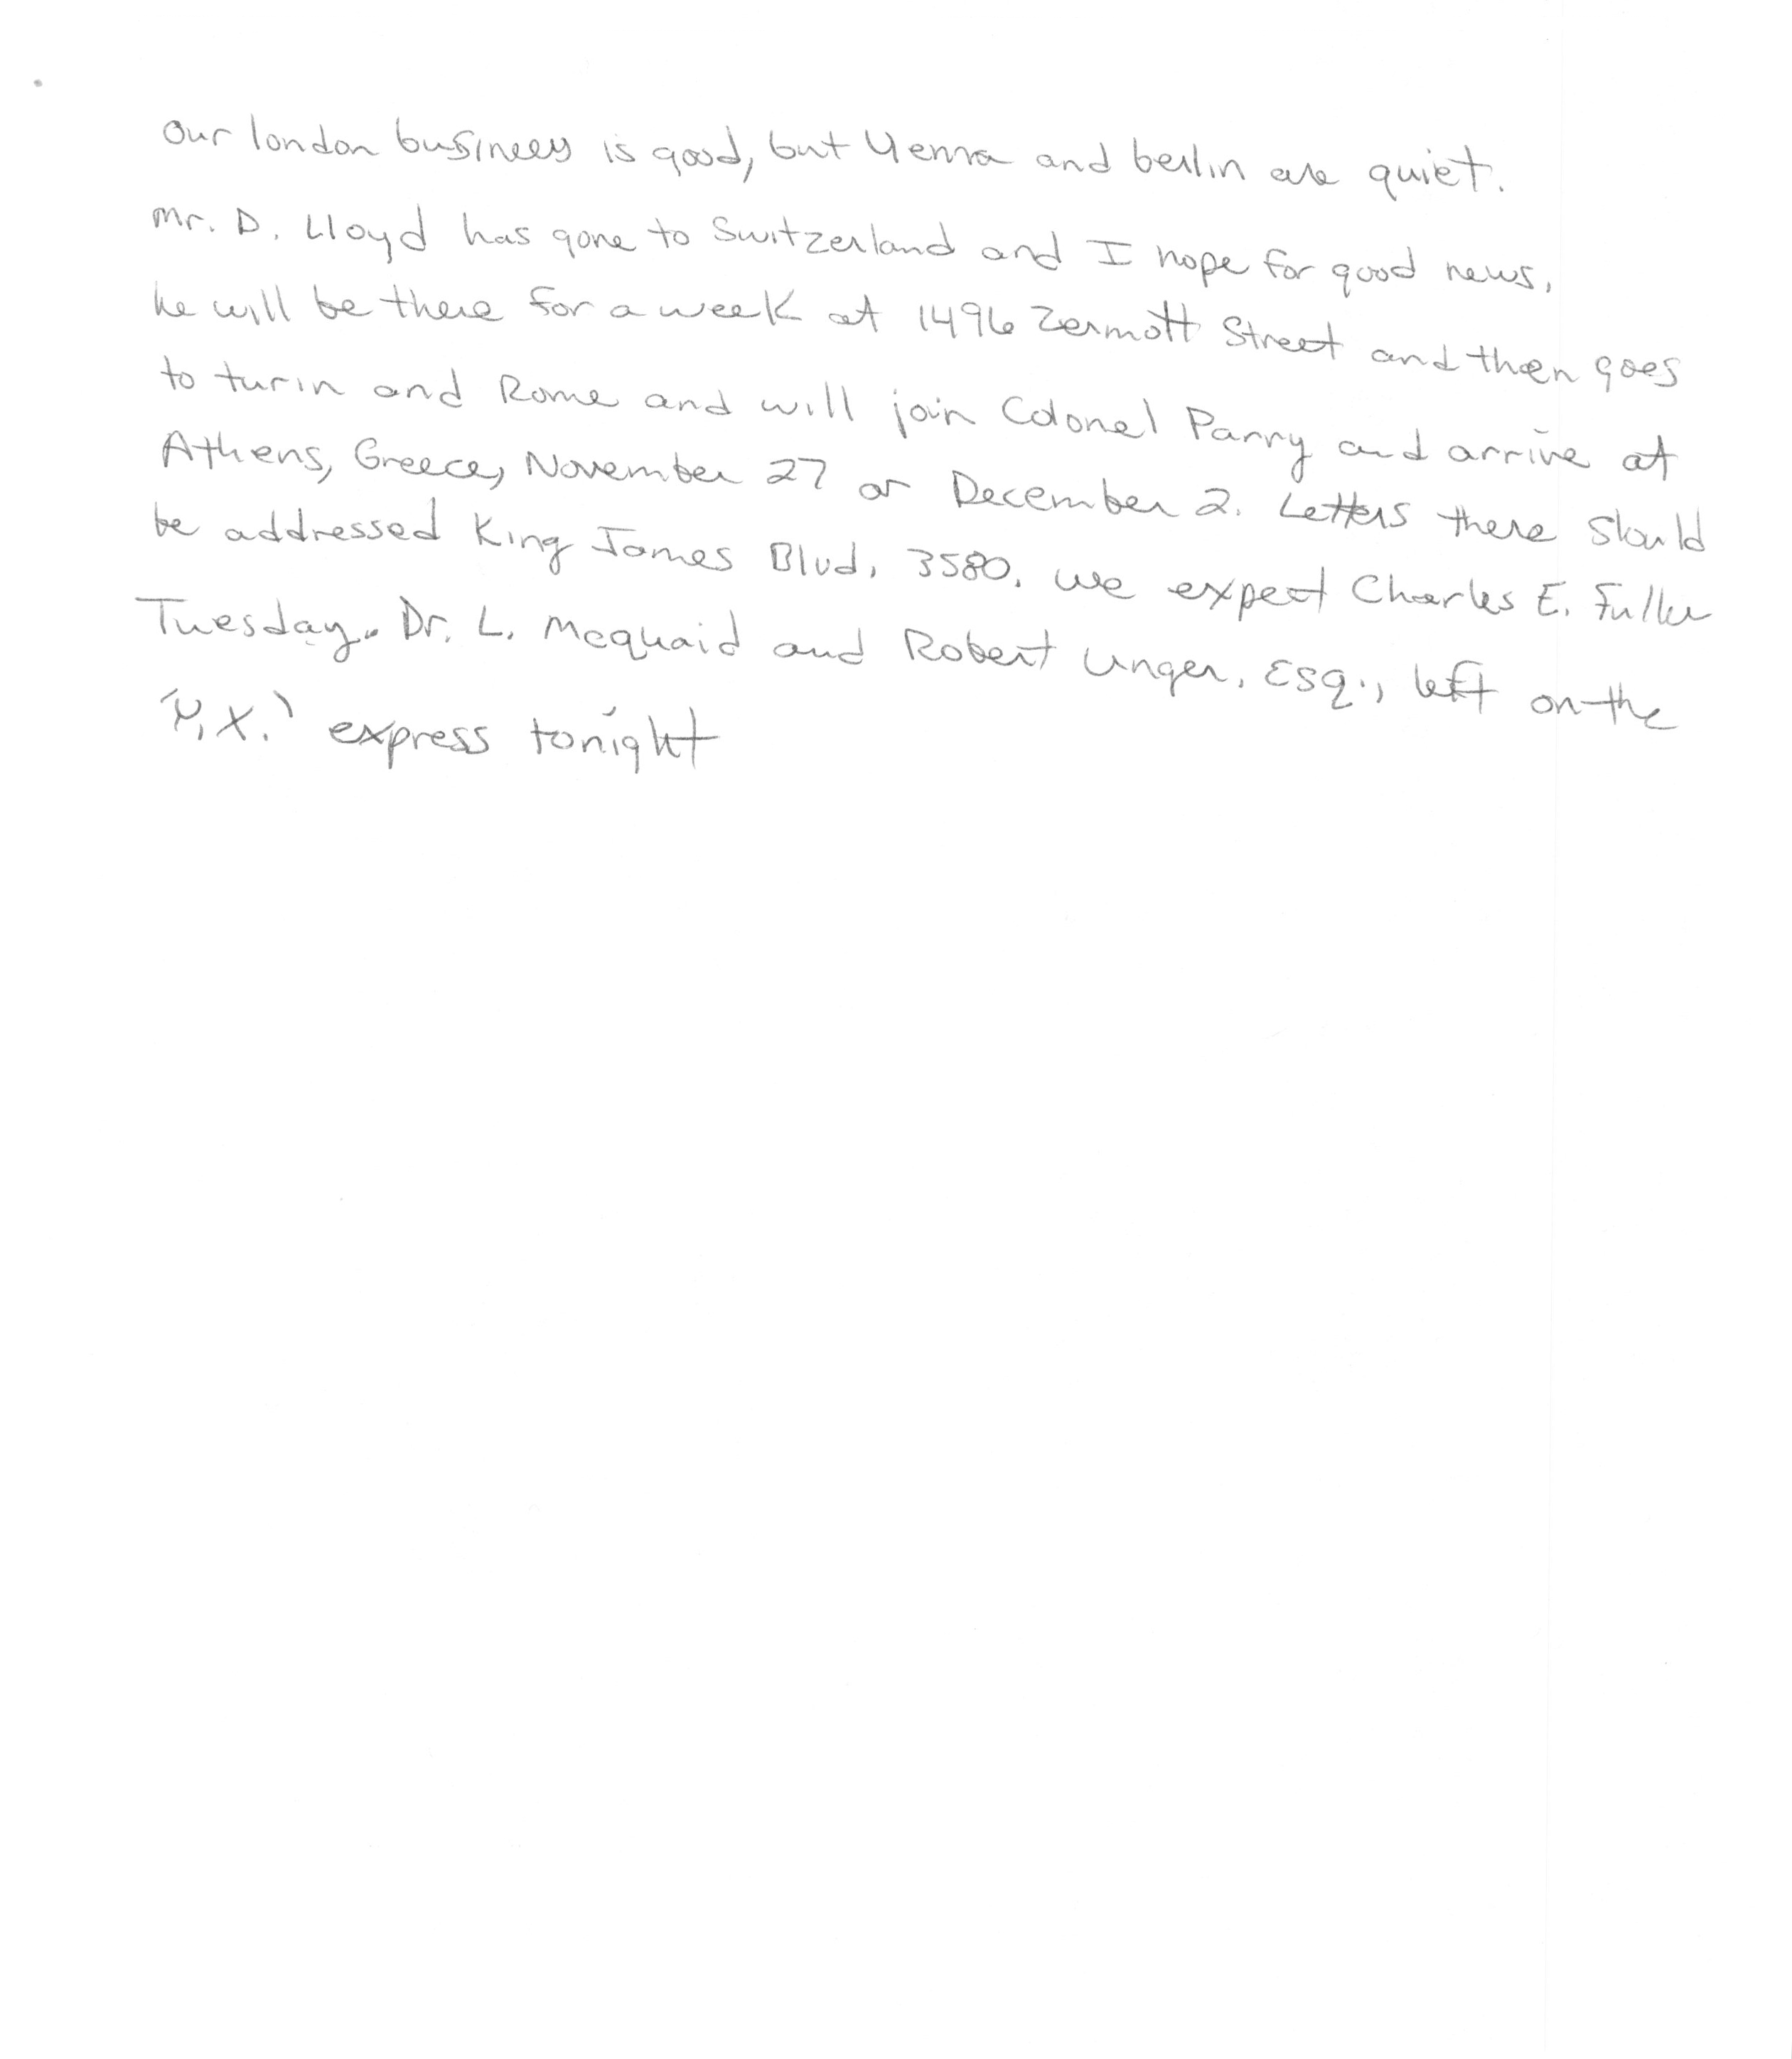 Our london business is good, but Vienna and berlin are quiet.
Mr. D. Lloyd has gone to Switzerland and I hope for good news,
he will be there for a week at 1496 Zermott Street and then goes
to turin and Rome and will join Colonel Parry and arrive at
Athens, Greece, November 27 or December 2. Letters there Should
be addressed King James Blvd. 3580. we expect Charles E. Fuller
Tuesday. Dr. L. Mcquaid and Robert Unger, Esq., left on the
"Y.X.' express tonight